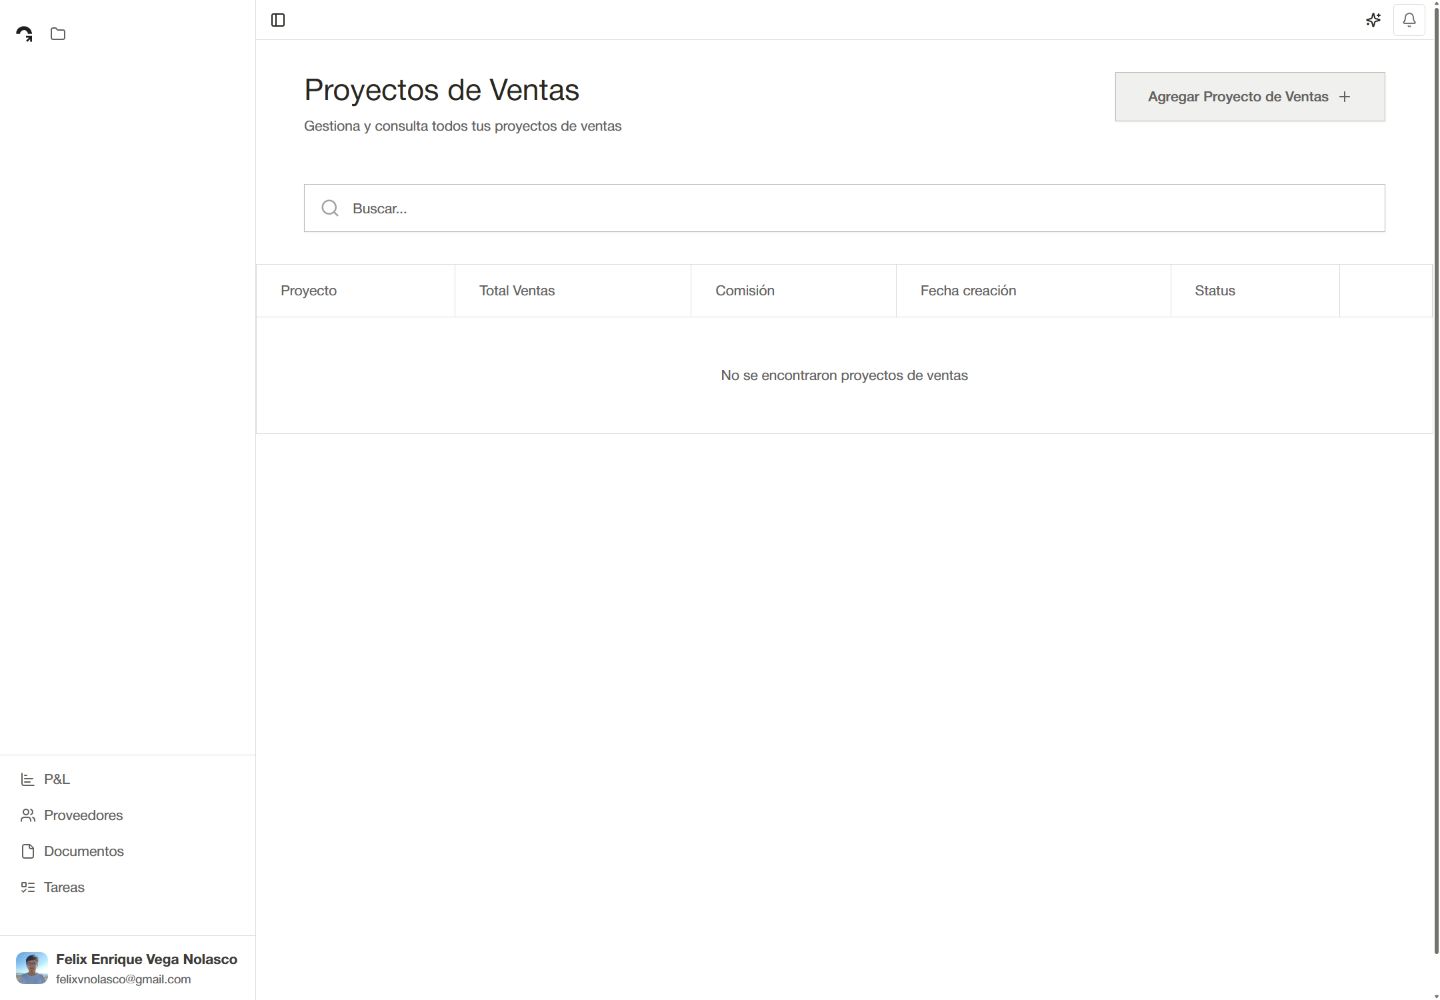 Proyectos de Ventas
Gestiona y consulta todos tus proyectos de ventas
Agregar Proyecto de Ventas
Buscar...
Proyecto
Total Ventas
Comisión
Fecha creación
Status
No se encontraron proyectos de ventas
P&L
Proveedores
Documentos
Tareas
Felix Enrique Vega Nolasco
felixvnolasco@gmail.com